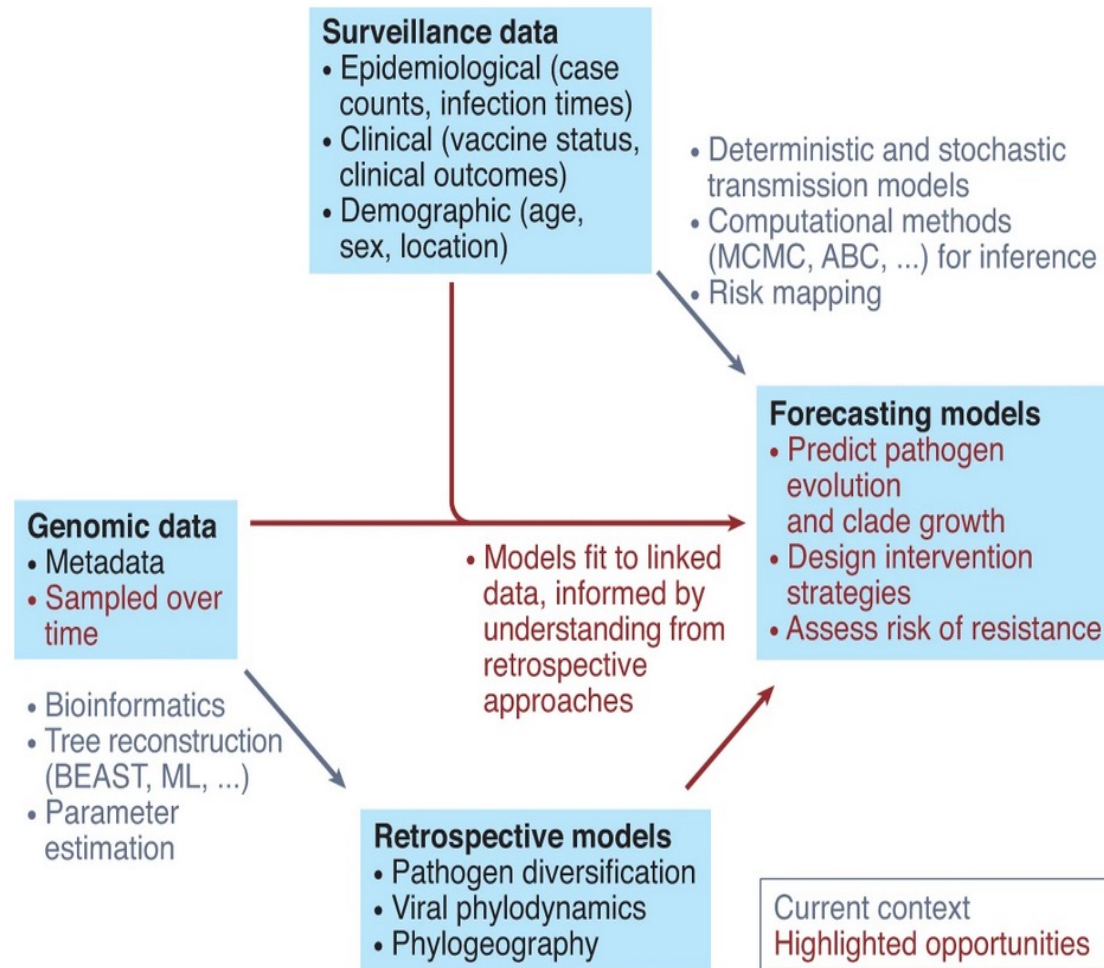 Surveillance data
• Epidemiological (case
counts, infection times)
• Clinical (vaccine status,
clinical outcomes)
• Demographic (age,
sex, location)
• Deterministic and stochastic
transmission models
• Computational methods
(MCMC, ABC, ...) for inference
• Risk mapping
Forecasting models
• Predict pathogen
evolution
and clade growth
• Design intervention
strategies
• Assess risk of resistance
Genomic data
• Metadata
• Sampled over
time
• Models fit to linked
data, informed by
understanding from
retrospective
approaches
• Bioinformatics
• Tree reconstruction
(BEAST, ML, ...)
• Parameter
estimation
Retrospective models
• Pathogen diversification
• Viral phylodynamics
• Phylogeography
Current context
Highlighted opportunities